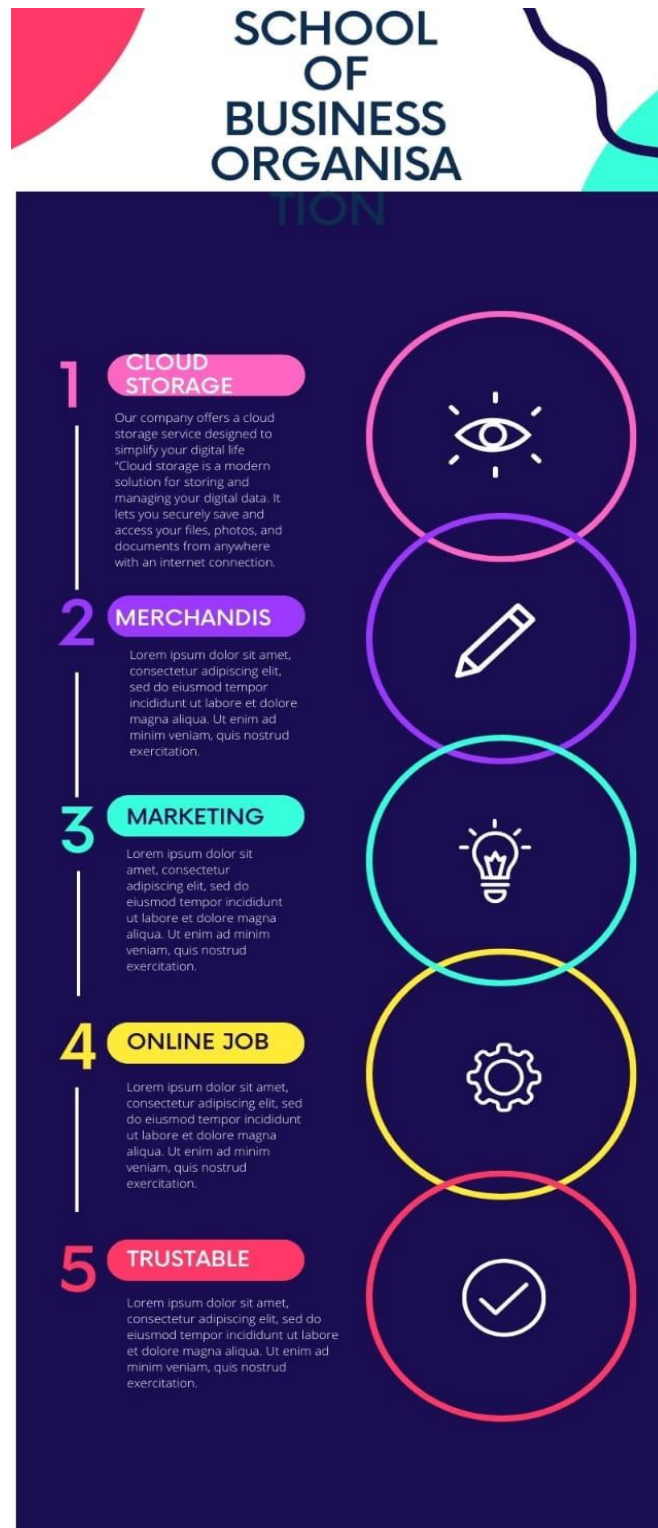 SCHOOL
OF
BUSINESS
ORGANISA
TION
1
CLOUD
STORAGE
Our company offers a cloud
storage service designed to
simplify your digital life
"Cloud storage is a modern
solution for storing and
managing your digital data. It
lets you securely save and
access your files, photos, and
documents from anywhere
with an internet connection.
2
MERCHANDIS
Lorem ipsum dolor sit amet,
consectetur adipiscing elit,
sed do eiusmod tempor
incididunt ut labore et dolore
magna aliqua. Ut enim ad
minim veniam, quis nostrud
exercitation.
3
MARKETING
Lorem ipsum dolor sit
amet, consectetur
adipiscing elit, sed do
eiusmod tempor incididunt
ut labore et dolore magna
aliqua. Ut enim ad minim
veniam, quis nostrud
exercitation.
4
ONLINE JOB
Lorem ipsum dolor sit amet,
consectetur adipiscing elit, sed
do eiusmod tempor incididunt
ut labore et dolore magna
aliqua. Ut enim ad minim
veniam, quis nostrud
exercitation.
5
TRUSTABLE
Lorem ipsum dolor sit amet,
consectetur adipiscing elit, sed do
eiusmod tempor incididunt ut labore
et dolore magna aliqua. Ut enim ad
minim veniam, quis nostrud
exercitation.